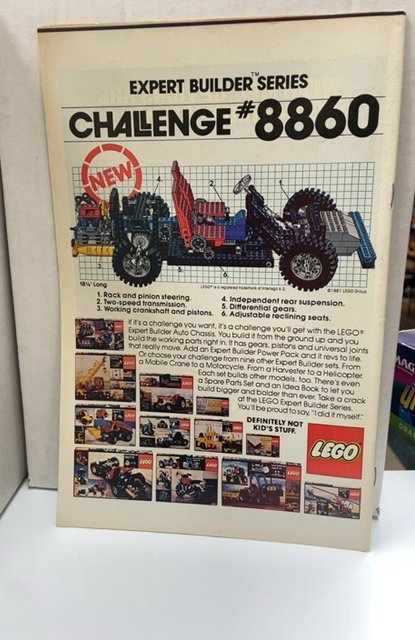 EXPERT BUILDER™ SERIES
CHALLENGE #8860
NEW
18¼" Long
LEGO® is a registered trademark of Interlego A.G.
©1981 LEGO Group
1. Rack and pinion steering.
2. Two-speed transmission.
3. Working crankshaft and pistons.
4. Independent rear suspension.
5. Differential gears.
6. Adjustable reclining seats.
If it's a challenge you want, it's a challenge you'll get with the LEGO®
Expert Builder Auto Chassis. You build it from the ground up and you
build the working parts right in. It has gears, pistons and universal joints
that really move. Add an Expert Builder Power Pack and it revs to life.
Or choose your challenge from nine other Expert Builder sets. From
a Mobile Crane to a Motorcycle. From a Harvester to a Helicopter.
Each set builds other models, too. There's even
a Spare Parts Set and an Idea Book to let you
build bigger and bolder than ever. Take a crack
at the LEGO Expert Builder Series.
You'll be proud to say, "I did it myself."
DEFINITELY NOT
KID'S STUFF.
LEGO